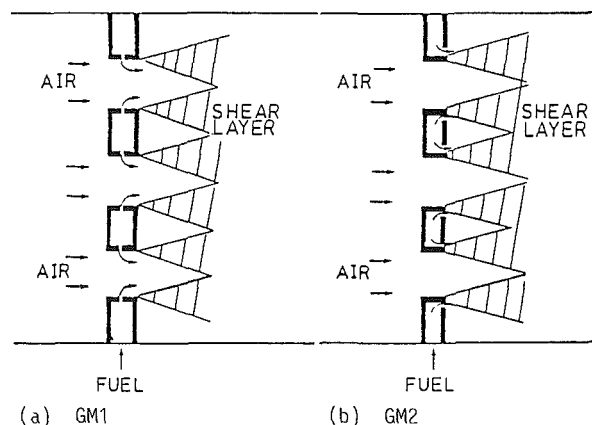 AIR
SHEAR
LAYER
AIR
FUEL
(a) GM1
AIR
SHEAR
LAYER
AIR
FUEL
(b) GM2